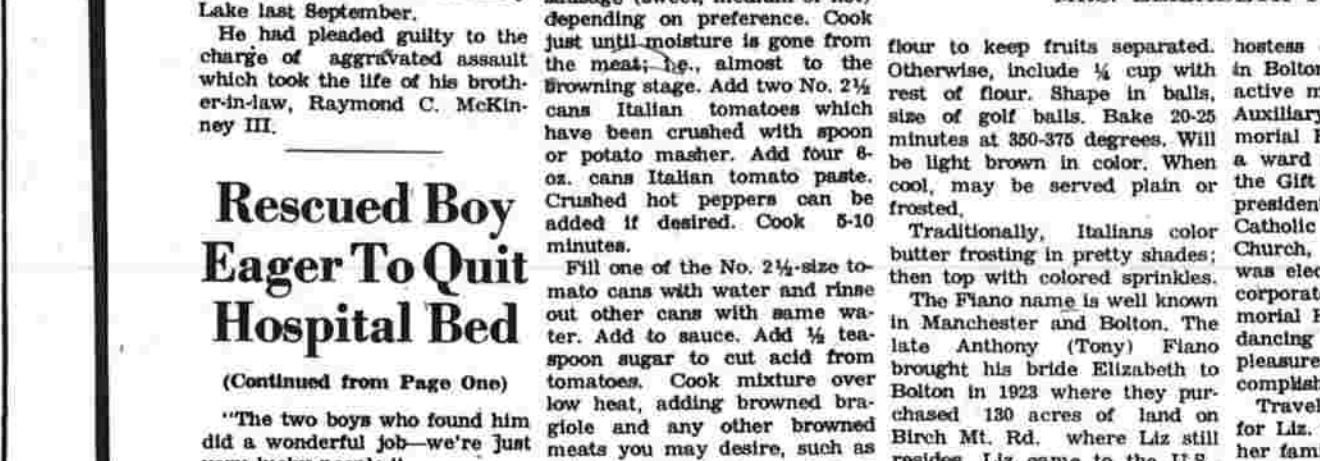 Lake last September.
He had pleaded guilty to the
charge of aggravated assault
which took the life of his broth-
er-in-law, Raymond C. McKin-
ney III.
Rescued Boy
Eager To Quit
Hospital Bed
(Continued from Page One)
"The two boys who found him
did a wonderful job—we're just
depending on preference. Cook
just until moisture is gone from
the meat; i.e., almost to the
browning stage. Add two No. 2½
cans Italian tomatoes which
have been crushed with spoon
or potato masher. Add four 6-
oz. cans Italian tomato paste.
Crushed hot peppers can be
added if desired. Cook 5-10
minutes.
Fill one of the No. 2½-size to-
mato cans with water and rinse
out other cans with same wa-
ter. Add to sauce. Add ½ tea-
spoon sugar to cut acid from
tomatoes. Cook mixture over
low heat, adding browned bra-
giole and any other browned
meats you may desire, such as
flour to keep fruits separated.
Otherwise, include ¼ cup with
rest of flour. Shape in balls,
size of golf balls. Bake 20-25
minutes at 350-375 degrees. Will
be light brown in color. When
cool, may be served plain or
frosted.
Traditionally, Italians color
butter frosting in pretty shades;
then top with colored sprinkles.
The Fiano name is well known
in Manchester and Bolton. The
late Anthony (Tony) Fiano
brought his bride Elizabeth to
Bolton in 1923 where they pur-
chased 130 acres of land on
Birch Mt. Rd. where Liz still
resides. Liz came to the U.S.
hostess
in Bolton
active
Auxiliary
morial
a ward
the Gift
president
Catholic
Church,
was elec
corporat
morial
dancing
pleasure
complish
Travel
for Liz.
her fam